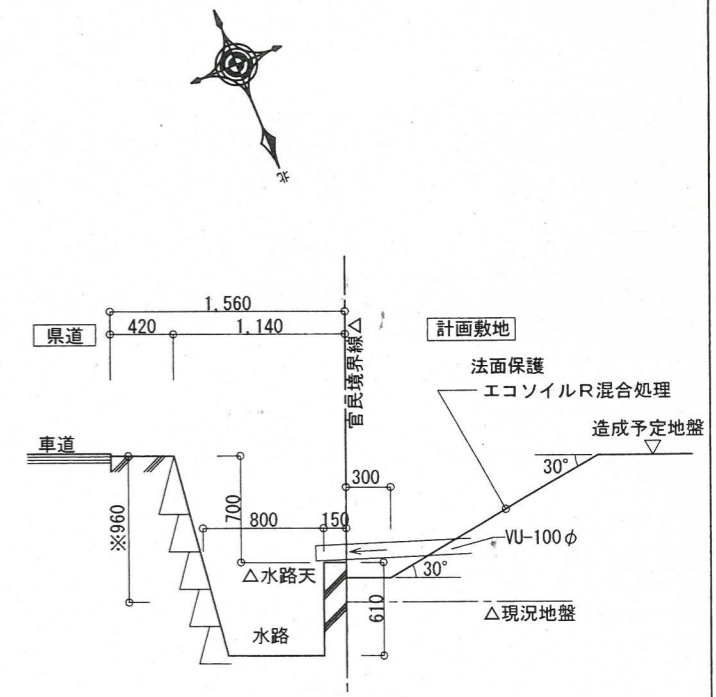 北
1,560
県道
420
1,140
計画敷地
官民境界線△
法面保護
エコソイルR混合処理
造成予定地盤
車道
30°
300
※960
700
800
150
VU-100φ
△水路天
30°
610
△現況地盤
水路